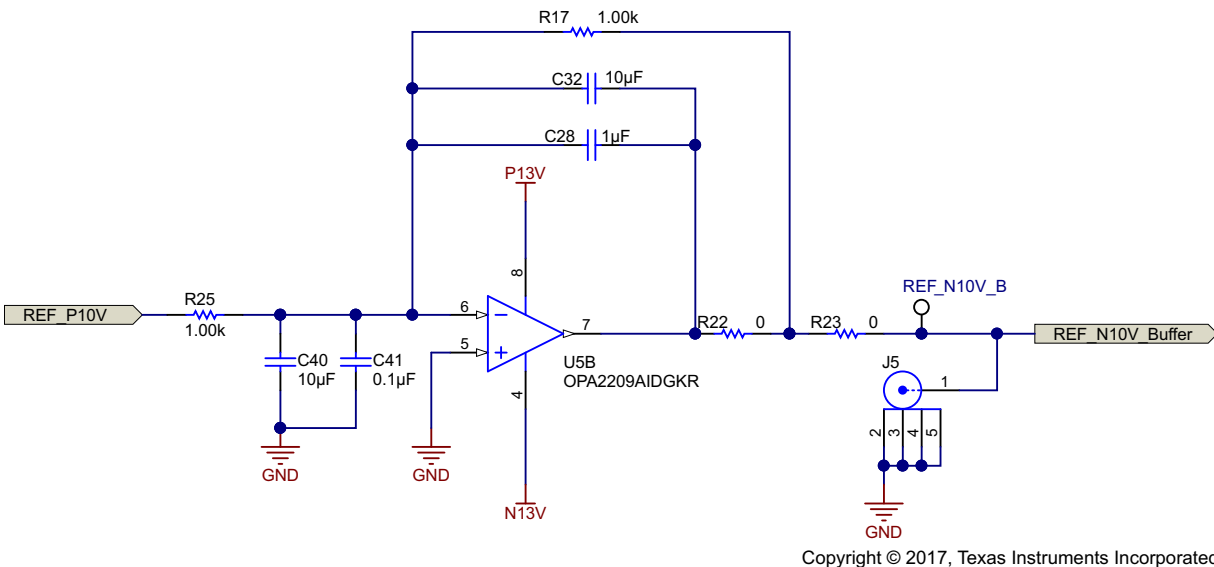 R17 1.00k
C32 10µF
C28 1µF
P13V
8
REF_P10V
R25
1.00k
6
5
7
U5B
OPA2209AIDGKR
4
C40
10µF
C41
0.1µF
R22 0
R23 0
REF_N10V_B
REF_N10V_Buffer
J5
1
2
3
4
5
GND
GND
N13V
GND
Copyright © 2017, Texas Instruments Incorporated